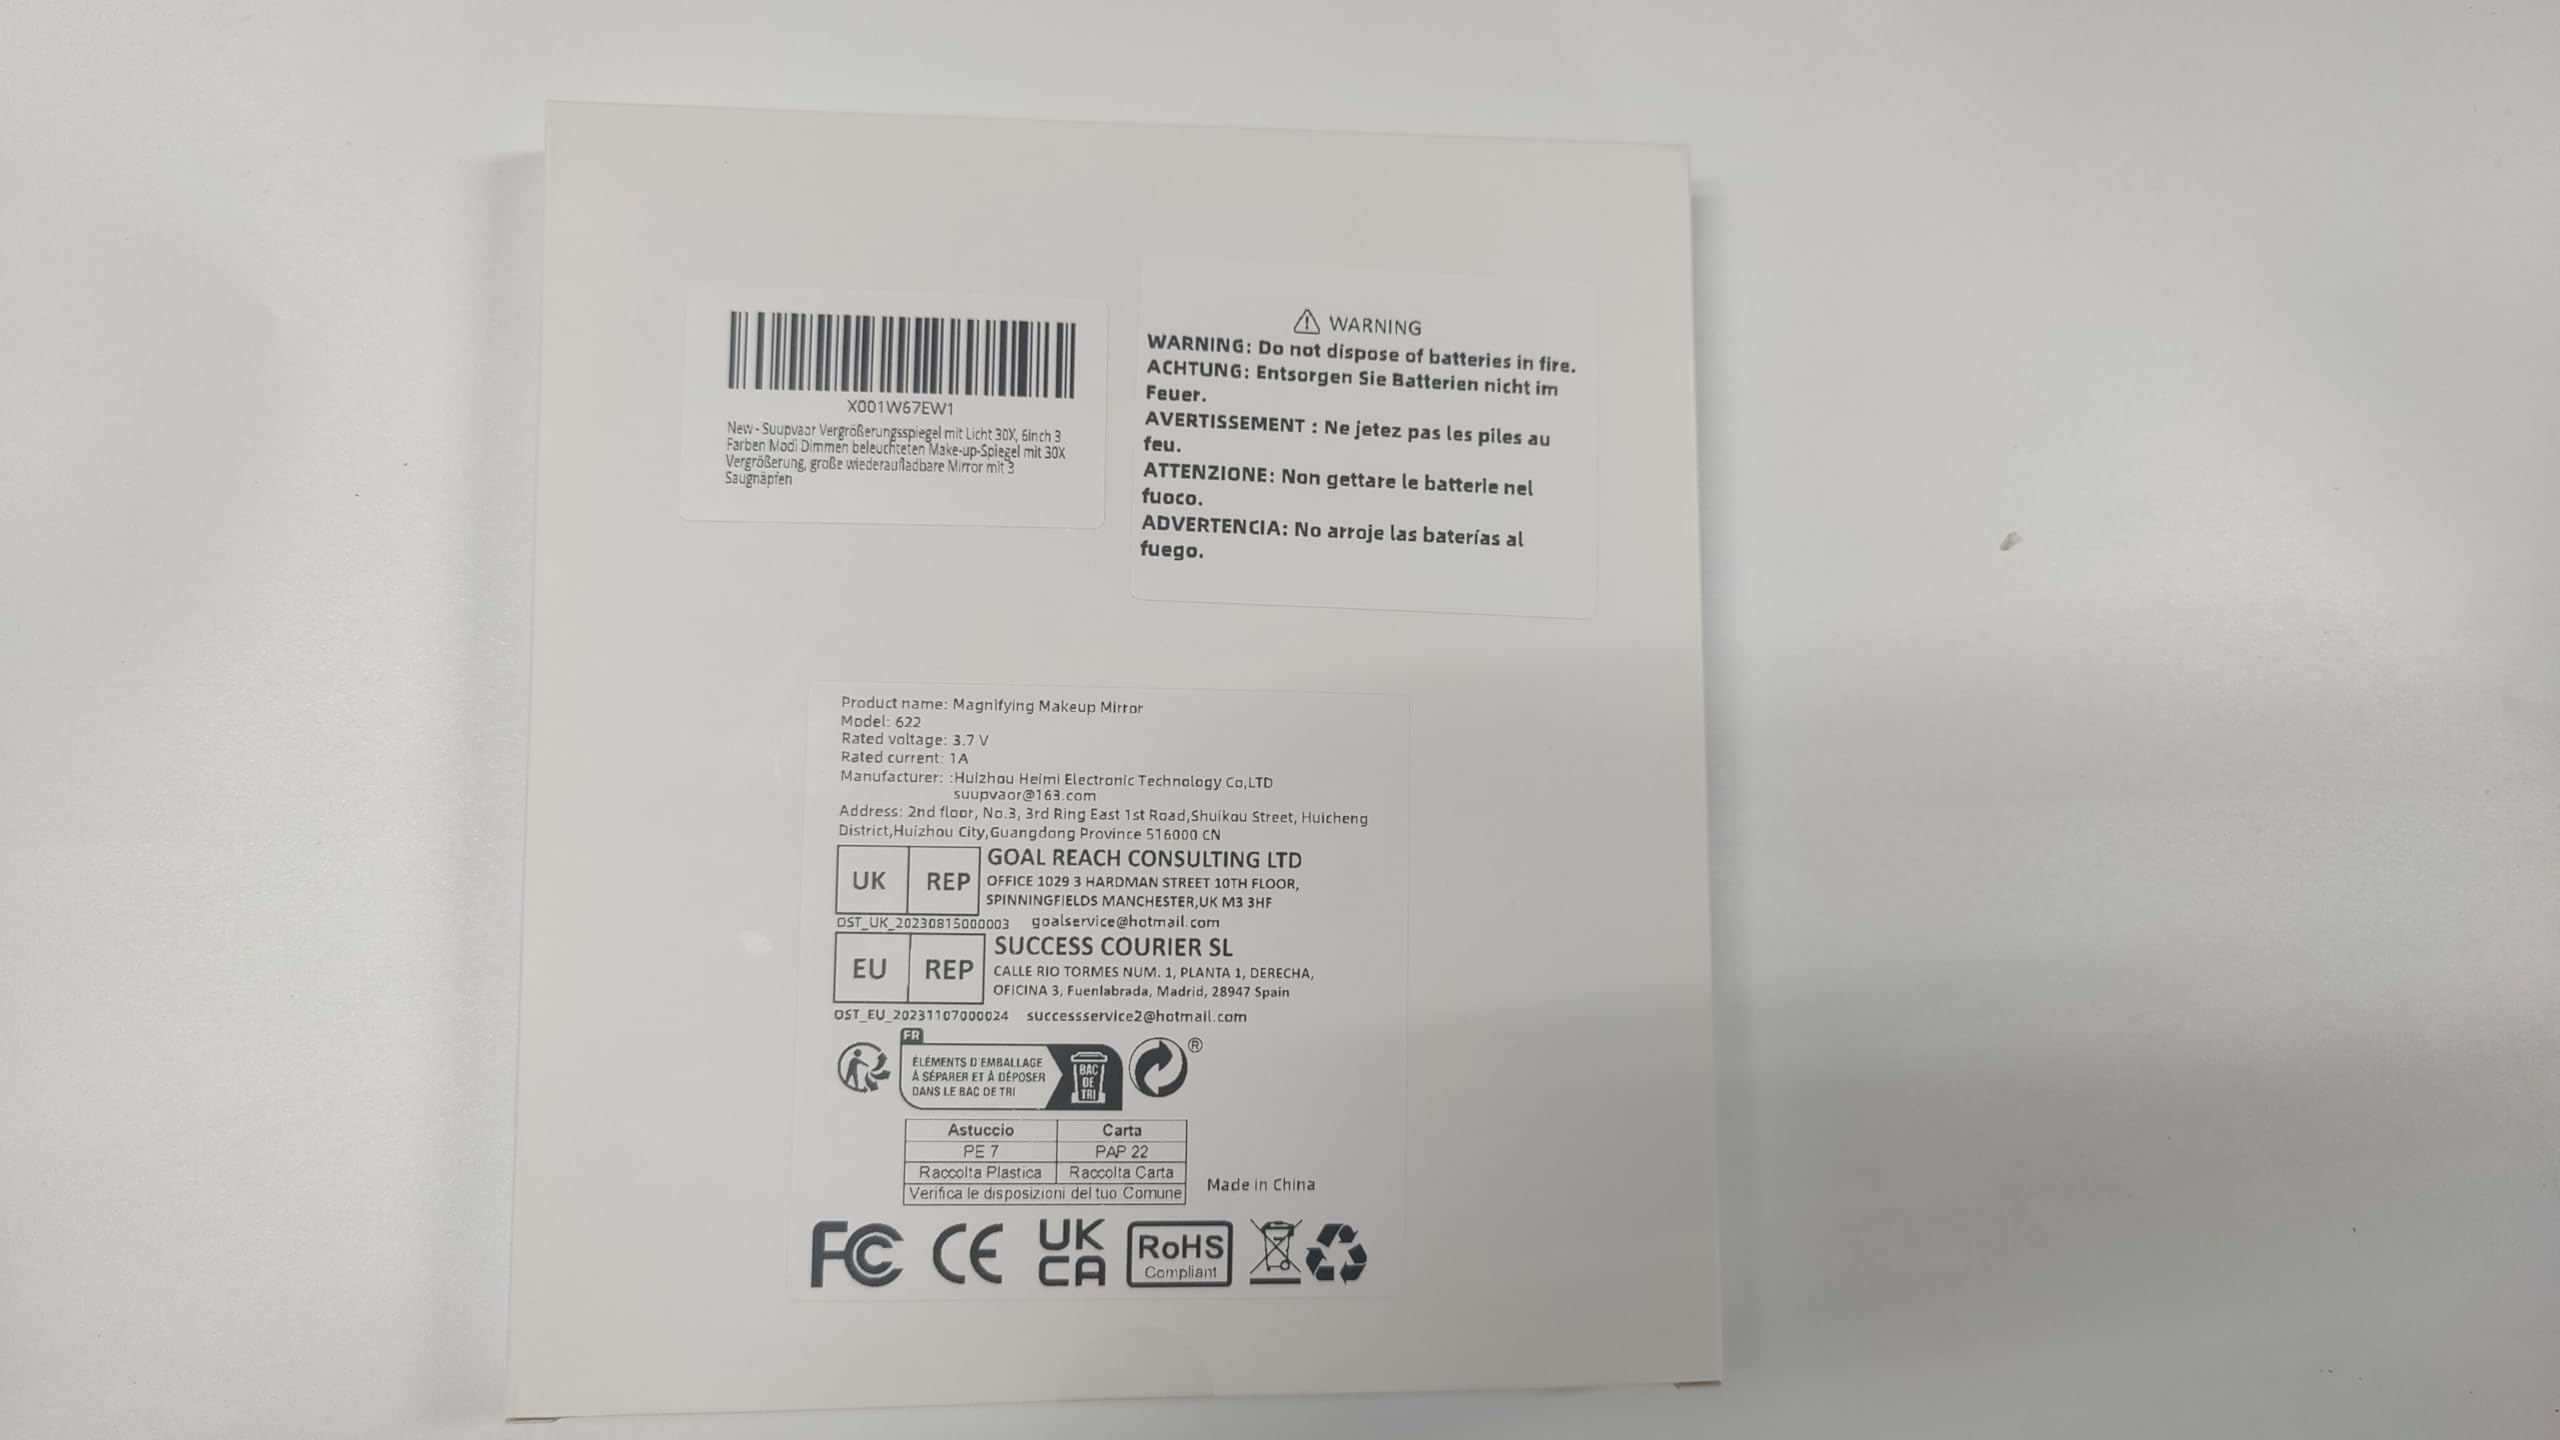 X001W67EW1
New - Suupvaor Vergrößerungsspiegel mit Licht 30X, 6inch 3
Farben Modi Dimmen beleuchteten Make-up-Spiegel mit 30X
Vergrößerung, große wiederaufladbare Mirror mit 3
Saugnäpfen
WARNING
WARNING: Do not dispose of batteries in fire.
ACHTUNG: Entsorgen Sie Batterien nicht im
Feuer.
AVERTISSEMENT : Ne jetez pas les piles au
feu.
ATTENZIONE: Non gettare le batterie nel
fuoco.
ADVERTENCIA: No arroje las baterías al
fuego.
Product name: Magnifying Makeup Mirror
Model: 622
Rated voltage: 3.7 V
Rated current: 1A
Manufacturer: :Huizhou Heimi Electronic Technology Co,LTD
suupvaor@163.com
Address: 2nd floor, No.3, 3rd Ring East 1st Road,Shuikou Street, Huicheng
District,Huizhou City,Guangdong Province 516000 CN
UK REP GOAL REACH CONSULTING LTD
OFFICE 1029 3 HARDMAN STREET 10TH FLOOR,
SPINNINGFIELDS MANCHESTER,UK M3 3HF
OST_UK_20230815000003 goalservice@hotmail.com
EU REP SUCCESS COURIER SL
CALLE RIO TORMES NUM. 1, PLANTA 1, DERECHA,
OFICINA 3, Fuenlabrada, Madrid, 28947 Spain
OST_EU_20231107000024 successservice2@hotmail.com
FR
ÉLÉMENTS D'EMBALLAGE
À SÉPARER ET À DÉPOSER
DANS LE BAC DE TRI
BAC
DE
TRI
®
Astuccio Carta
PE 7 PAP 22
Raccolta Plastica Raccolta Carta
Verifica le disposizioni del tuo Comune
Made in China
FC CE UK
CA
RoHS
Compliant